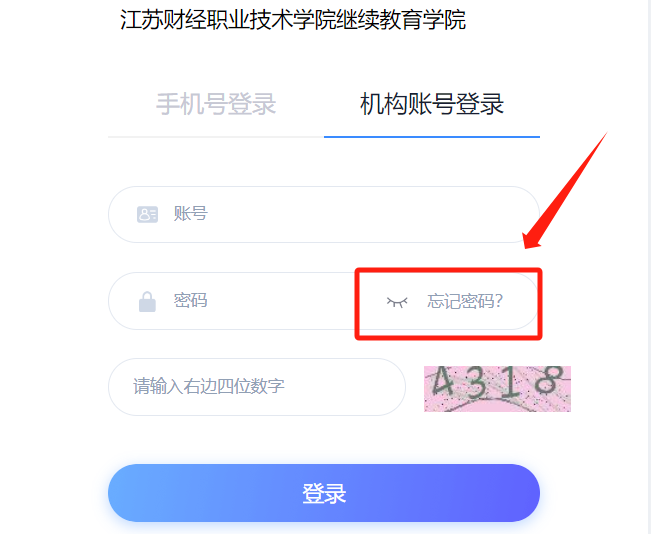 江苏财经职业技术学院继续教育学院
手机号登录 机构账号登录
账号
密码 忘记密码?
请输入右边四位数字 4318
登录